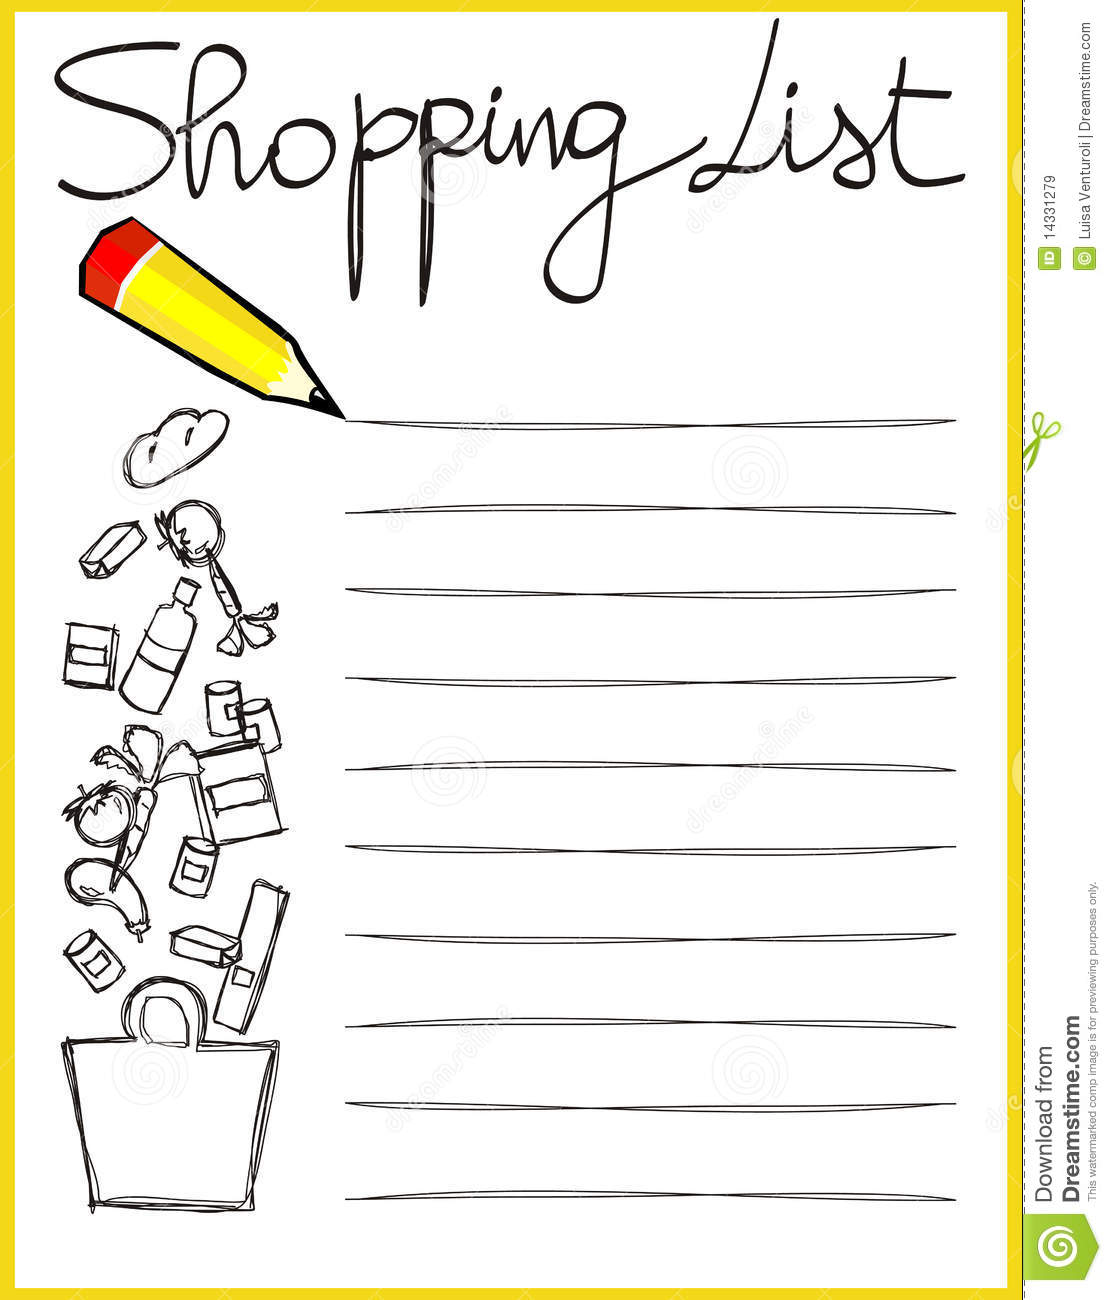 Shopping List
ID 14331279
© Luisa Venturoli | Dreamstime.com
Download from
Dreamstime.com
This watermarked comp image is for previewing purposes only.
dreamstime